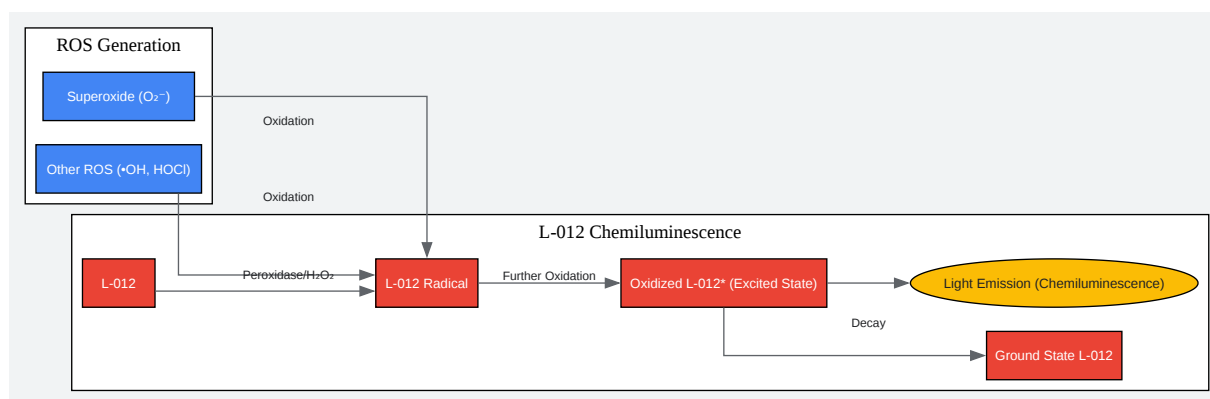 ROS Generation
Superoxide (O₂⁻)
Oxidation
Other ROS (•OH, HOCl)
Oxidation
L-012 Chemiluminescence
L-012
Peroxidase/H₂O₂
L-012 Radical
Further Oxidation
Oxidized L-012* (Excited State)
Light Emission (Chemiluminescence)
Decay
Ground State L-012